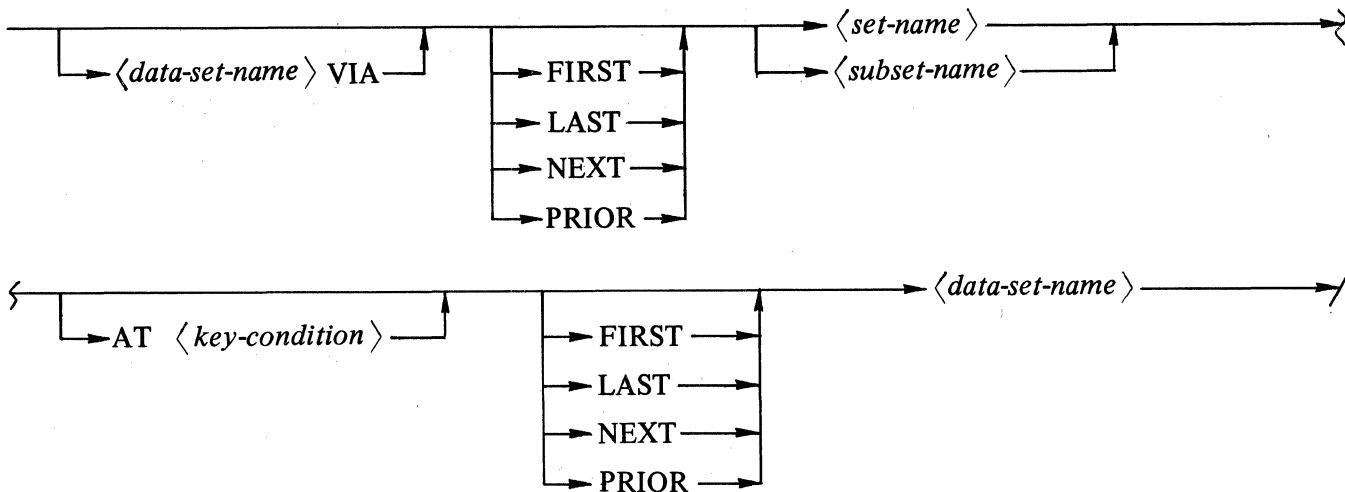 ⟨set-name⟩
⟨data-set-name⟩ VIA
⟨subset-name⟩
FIRST
LAST
NEXT
PRIOR
⟨data-set-name⟩
AT ⟨key-condition⟩
FIRST
LAST
NEXT
PRIOR